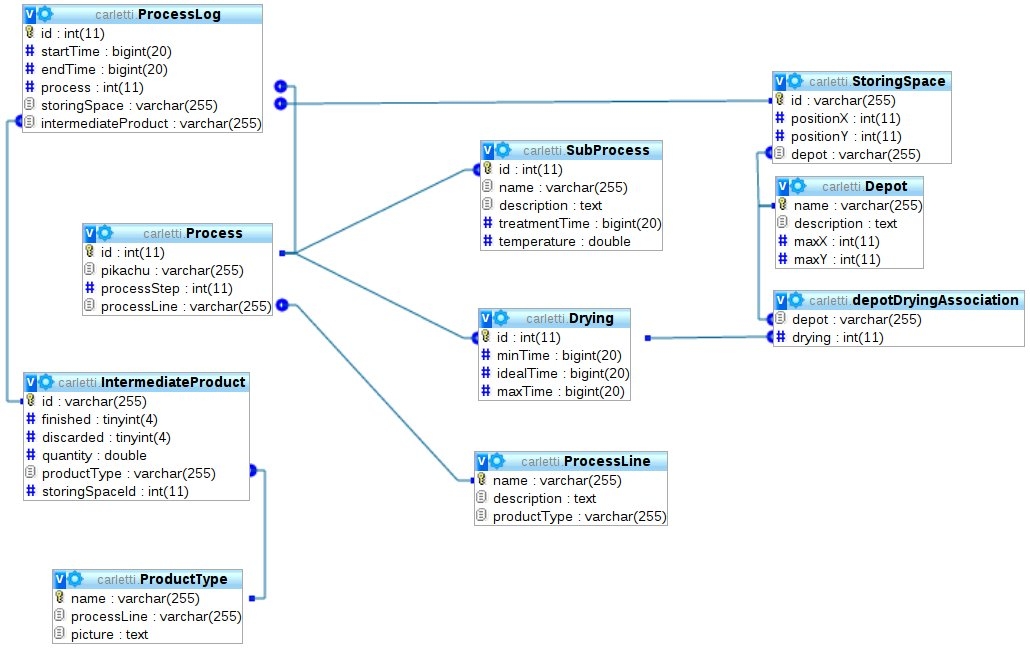 carletti.ProcessLog
id : int(11)
# startTime : bigint(20)
# endTime : bigint(20)
# process : int(11)
storingSpace : varchar(255)
intermediateProduct : varchar(255)
carletti.StoringSpace
id : varchar(255)
# positionX : int(11)
# positionY : int(11)
depot : varchar(255)
carletti.SubProcess
id : int(11)
name : varchar(255)
description : text
# treatmentTime : bigint(20)
# temperature : double
carletti.Depot
name : varchar(255)
description : text
# maxX : int(11)
# maxY : int(11)
carletti.Process
id : int(11)
pikachu : varchar(255)
# processStep : int(11)
processLine : varchar(255)
carletti.depotDryingAssociation
depot : varchar(255)
# drying : int(11)
carletti.Drying
id : int(11)
# minTime : bigint(20)
# idealTime : bigint(20)
# maxTime : bigint(20)
carletti.IntermediateProduct
id : varchar(255)
# finished : tinyint(4)
# discarded : tinyint(4)
# quantity : double
productType : varchar(255)
# storingSpaceId : int(11)
carletti.ProcessLine
name : varchar(255)
description : text
productType : varchar(255)
carletti.ProductType
name : varchar(255)
processLine : varchar(255)
picture : text